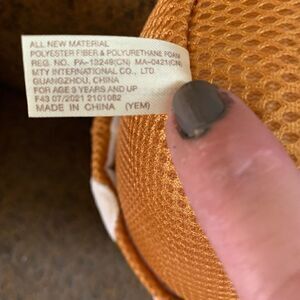 ALL NEW MATERIAL
POLYESTER FIBER & POLYURETHANE FOAM
REG. NO. PA-13249(CN) MA-0421(CN)
MTY INTERNATIONAL CO., LTD
GUANGZHOU, CHINA
FOR AGE 3 YEARS AND UP
F43 07/2021 2101082
MADE IN CHINA (YEM)